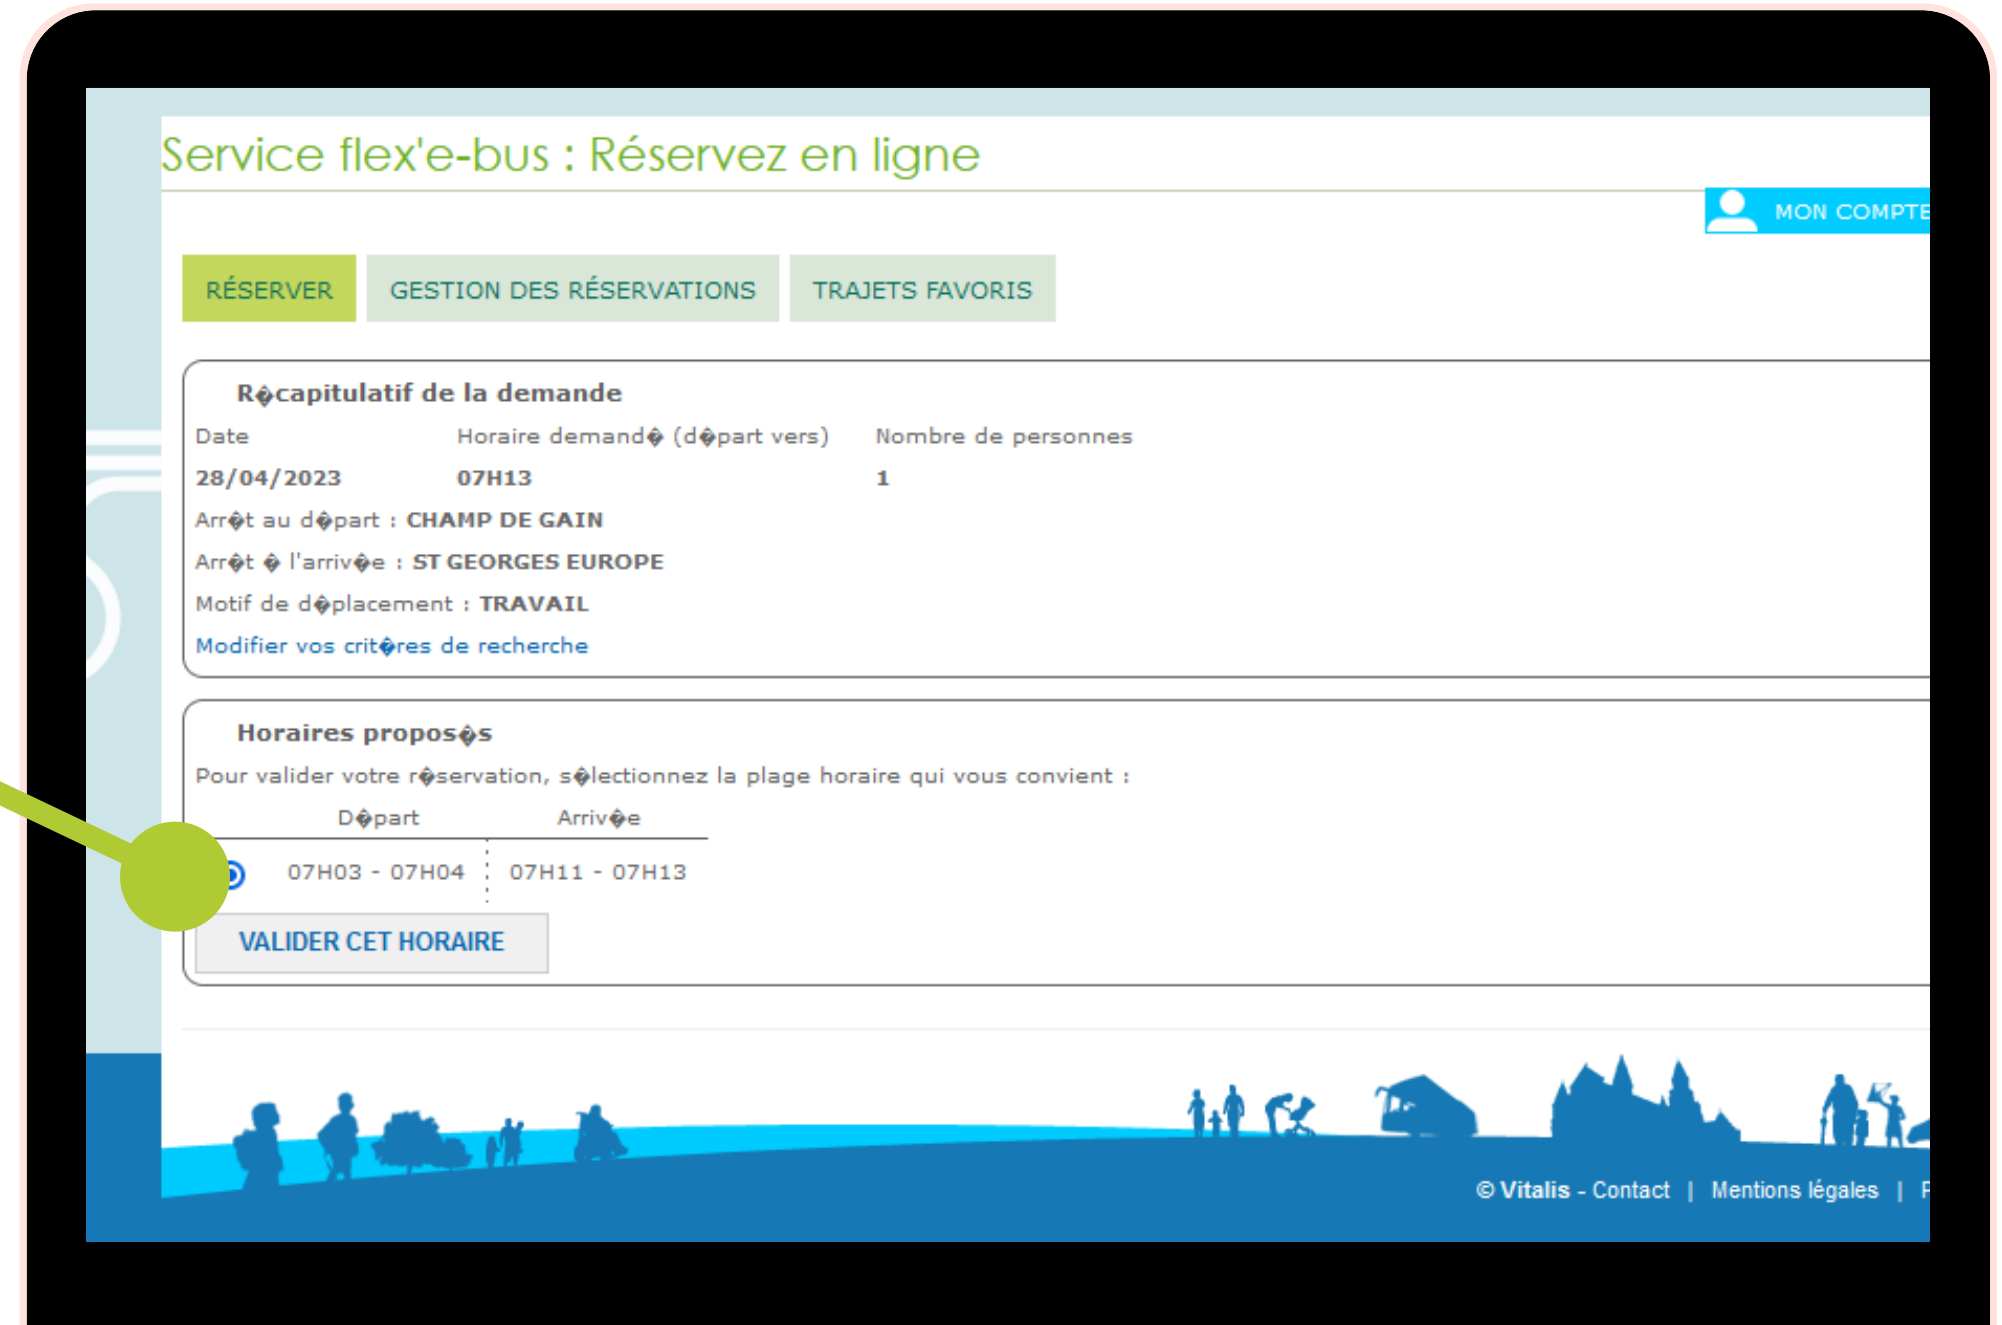 Service flex'e-bus : Réservez en ligne
MON COMPTE
RÉSERVER GESTION DES RÉSERVATIONS TRAJETS FAVORIS
R�capitulatif de la demande
Date Horaire demand� (d�part vers) Nombre de personnes
28/04/2023 07H13 1
Arr�t au d�part : CHAMP DE GAIN
Arr�t � l'arriv�e : ST GEORGES EUROPE
Motif de d�placement : TRAVAIL
Modifier vos crit�res de recherche
Horaires propos�s
Pour valider votre r�servation, s�lectionnez la plage horaire qui vous convient :
D�part Arriv�e
07H03 - 07H04 07H11 - 07H13
VALIDER CET HORAIRE
© Vitalis - Contact | Mentions légales |